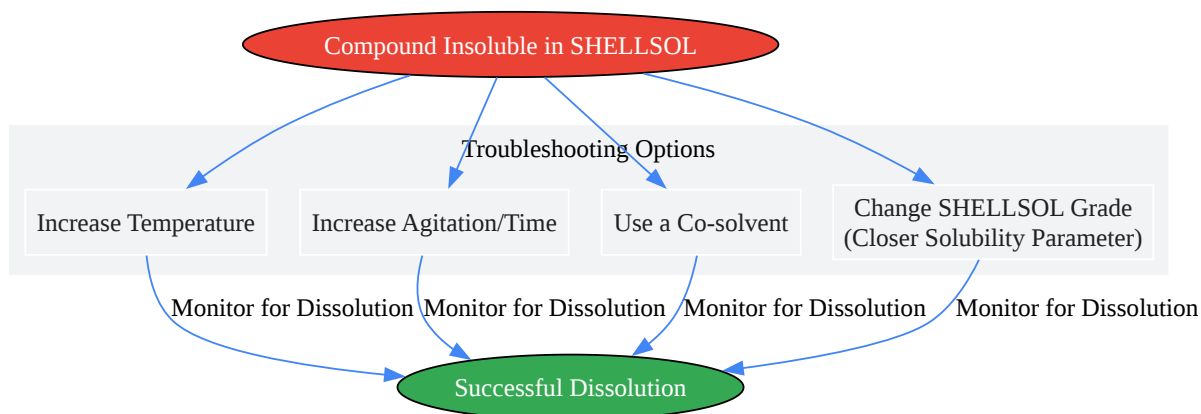 Compound Insoluble in SHELLSOL
Troubleshooting Options
Increase Temperature
Increase Agitation/Time
Use a Co-solvent
Change SHELLSOL Grade
(Closer Solubility Parameter)
Monitor for Dissolution
Monitor for Dissolution
Monitor for Dissolution
Monitor for Dissolution
Successful Dissolution